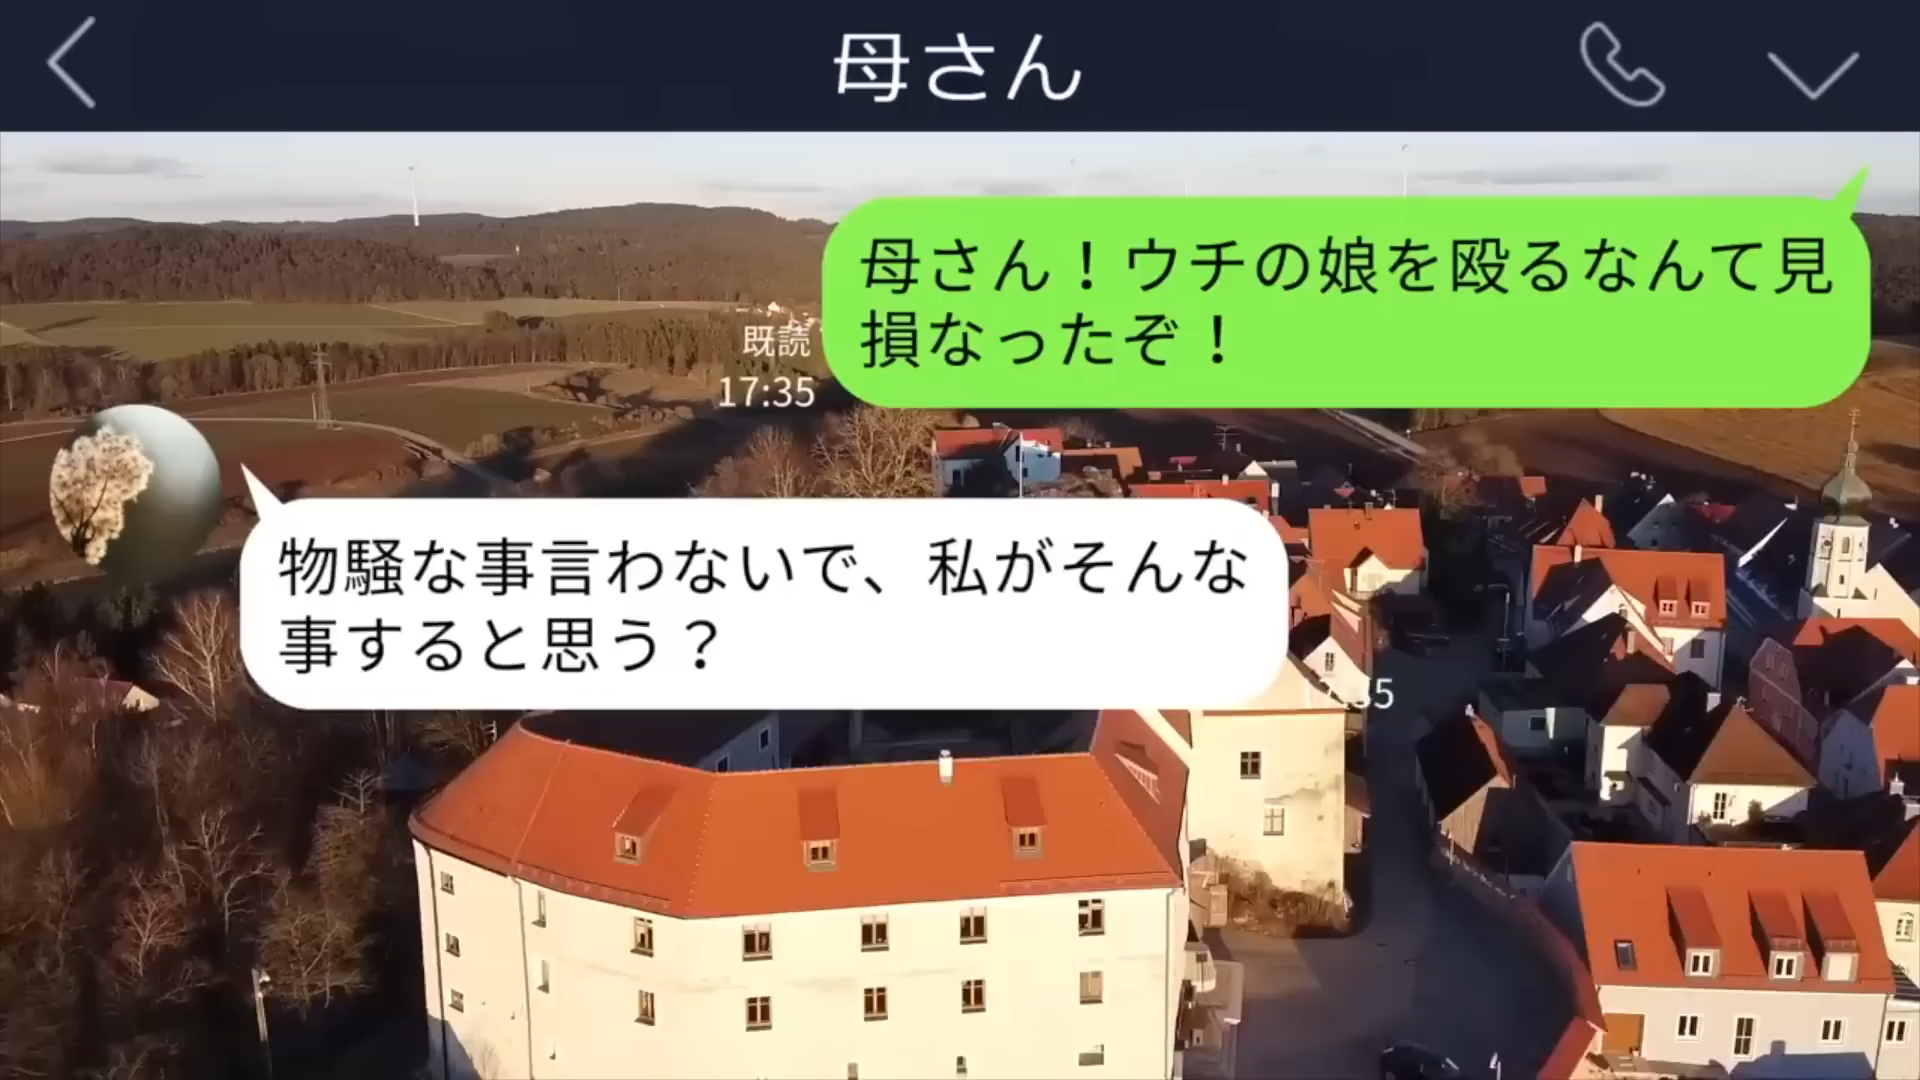 母さん
母さん！ウチの娘を殴るなんて見
損なったぞ！
既読
17:35
物騒な事言わないで、私がそんな
事すると思う？